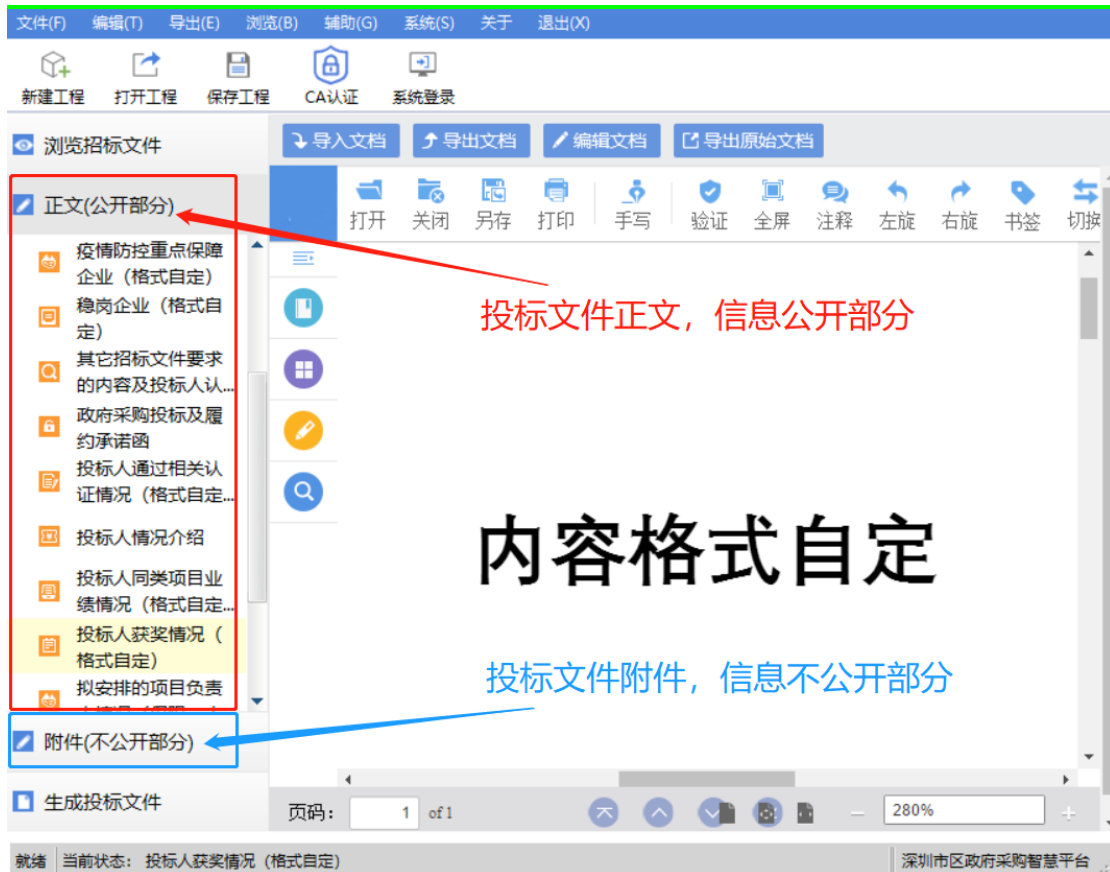 文件(F) 编辑(T) 导出(E) 浏览(B) 辅助(G) 系统(S) 关于 退出(X)
新建工程 打开工程 保存工程 CA认证 系统登录
浏览招标文件
导入文档 导出文档 编辑文档 导出原始文档
正文(公开部分)
打开 关闭 另存 打印 手写 验证 全屏 注释 左旋 右旋 书签 切换
疫情防控重点保障
企业（格式自定）
稳岗企业（格式自
定）
其它招标文件要求
的内容及投标人认...
政府采购投标及履
约承诺函
投标人通过相关认
证情况（格式自定...
投标人情况介绍
投标人同类项目业
绩情况（格式自定...
投标人获奖情况（
格式自定）
拟安排的项目负责
投标文件正文，信息公开部分
内容格式自定
投标文件附件，信息不公开部分
附件(不公开部分)
生成投标文件
页码: 1 of 1 280%
就绪 当前状态: 投标人获奖情况（格式自定） 深圳市区政府采购智慧平台